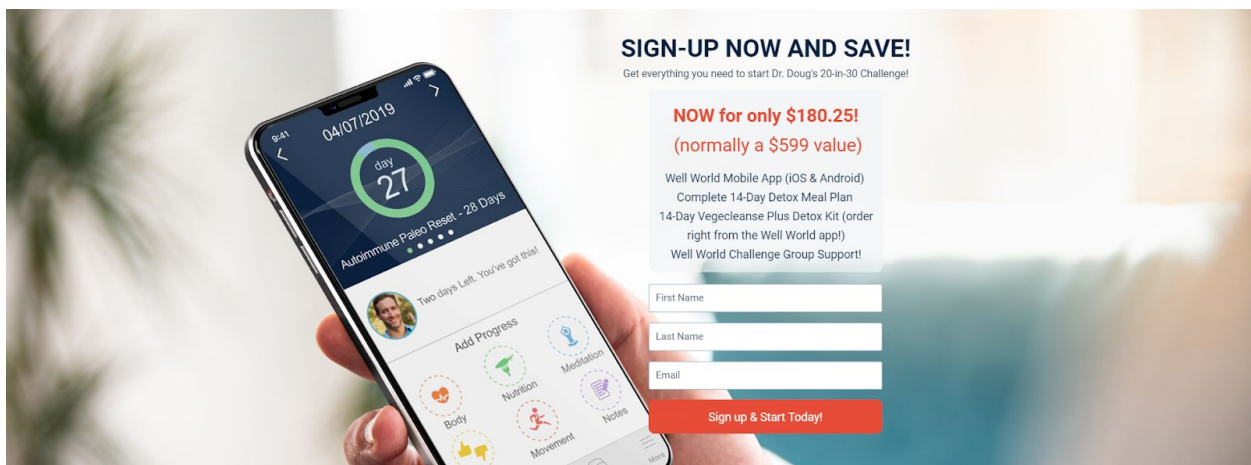 SIGN-UP NOW AND SAVE!
Get everything you need to start Dr. Doug's 20-in-30 Challenge!
NOW for only $180.25!
(normally a $599 value)
Well World Mobile App (iOS & Android)
Complete 14-Day Detox Meal Plan
14-Day Vegecleanse Plus Detox Kit (order
right from the Well World app!)
Well World Challenge Group Support!
First Name
Last Name
Email
Sign up & Start Today!
9:41
04/07/2019
day
27
Autoimmune Paleo Reset - 28 Days
Two days Left. You've got this!
Add Progress
Body
Nutrition
Meditation
Movement
Notes
More